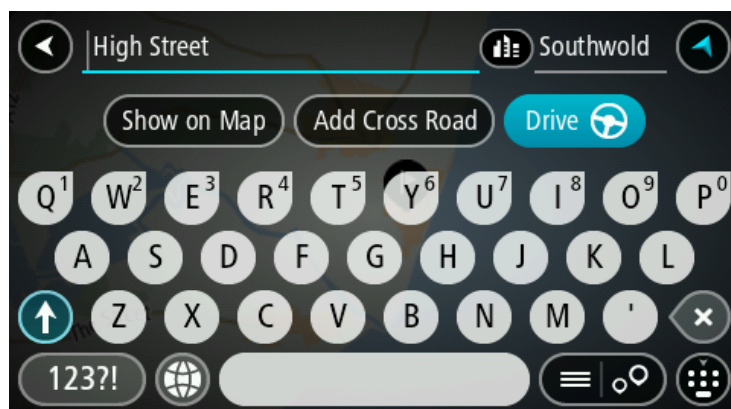 High Street Southwold
Show on Map Add Cross Road Drive
Q1 W2 E3 R4 T5 Y6 U7 I8 O9 P0
A S D F G H J K L
Z X C V B N M '
123?!